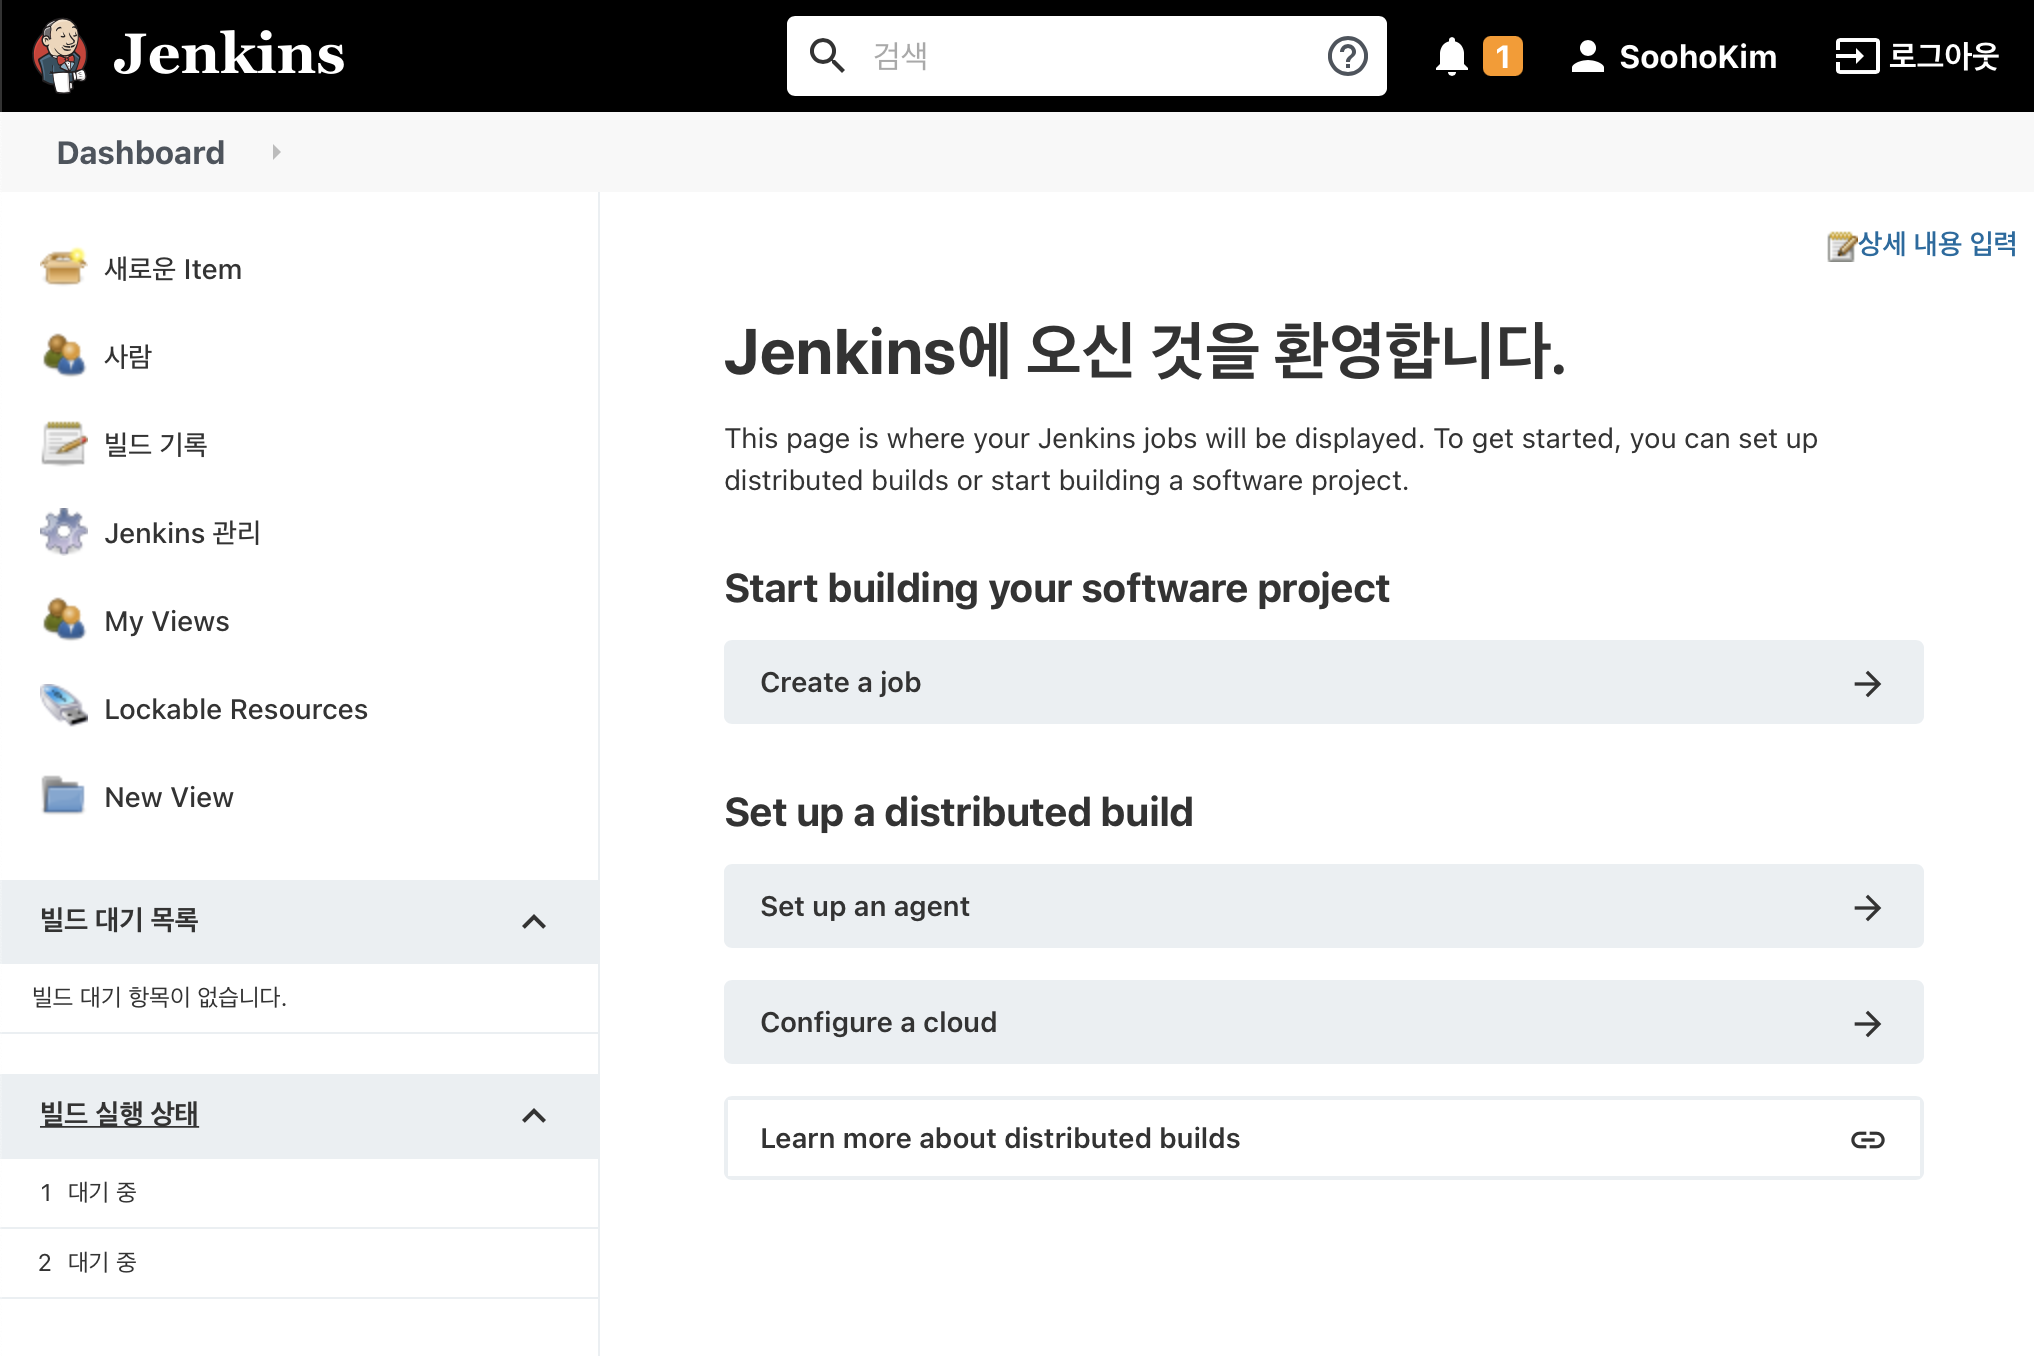 Jenkins
검색
1
SoohoKim
로그아웃
Dashboard
새로운 Item
사람
빌드 기록
Jenkins 관리
My Views
Lockable Resources
New View
빌드 대기 목록
빌드 대기 항목이 없습니다.
빌드 실행 상태
1 대기 중
2 대기 중
상세 내용 입력
Jenkins에 오신 것을 환영합니다.
This page is where your Jenkins jobs will be displayed. To get started, you can set up
distributed builds or start building a software project.
Start building your software project
Create a job
Set up a distributed build
Set up an agent
Configure a cloud
Learn more about distributed builds